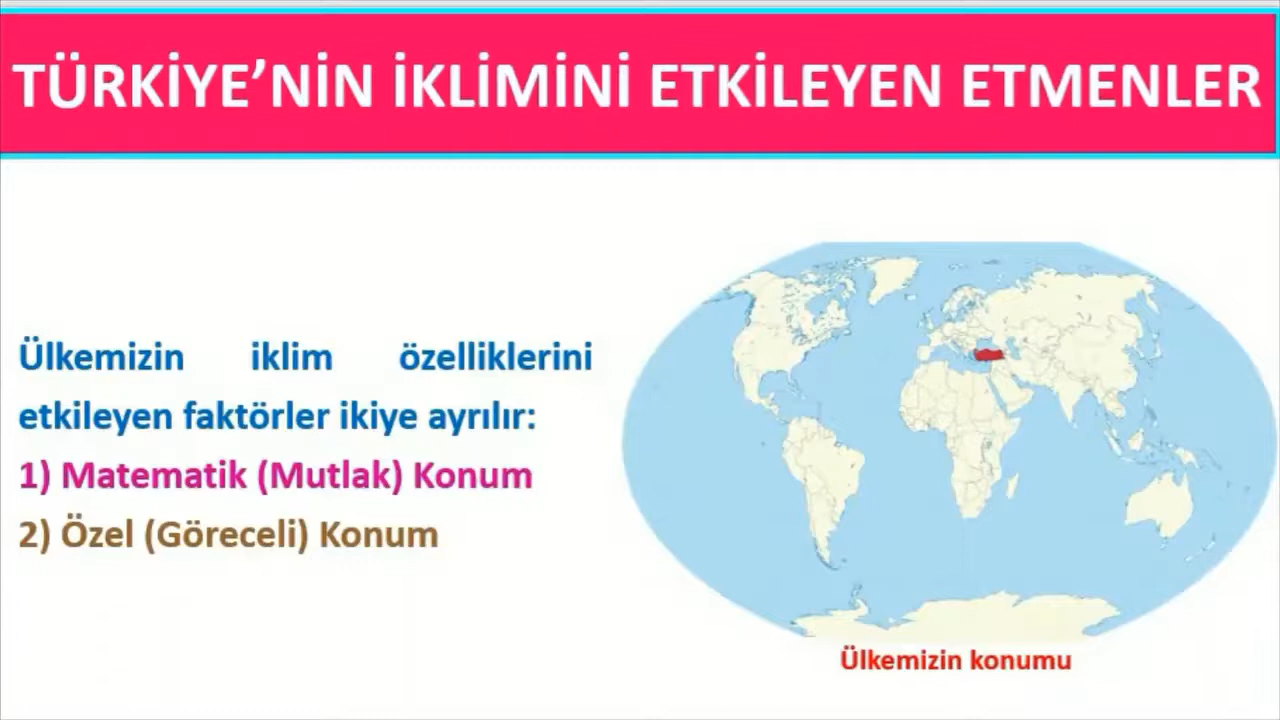 TÜRKİYE’NİN İKLİMİNİ ETKİLEYEN ETMENLER
Ülkemizin iklim özelliklerini
etkileyen faktörler ikiye ayrılır:
1) Matematik (Mutlak) Konum
2) Özel (Göreceli) Konum
Ülkemizin konumu